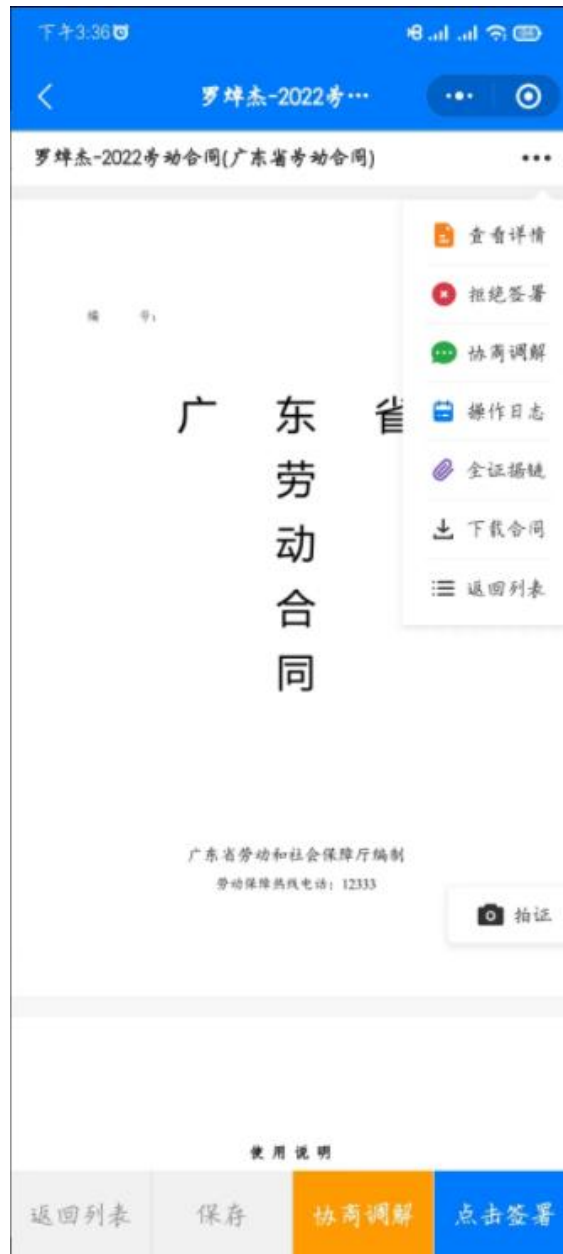 下午3:36
罗焯杰-2022劳…
罗焯杰-2022劳动合同(广东省劳动合同)
查看详情
拒绝签署
协商调解
操作日志
全证据链
下载合同
返回列表
编 号：
广 东 省
劳
动
合
同
广东省劳动和社会保障厅编制
劳动保障热线电话：12333
拍证
使用说明
返回列表 保存 协商调解 点击签署